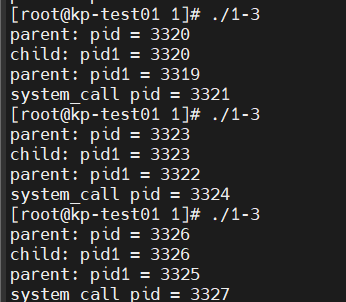 [root@kp-test01 1]# ./1-3
parent: pid = 3320
child: pid1 = 3320
parent: pid1 = 3319
system_call pid = 3321
[root@kp-test01 1]# ./1-3
parent: pid = 3323
child: pid1 = 3323
parent: pid1 = 3322
system_call pid = 3324
[root@kp-test01 1]# ./1-3
parent: pid = 3326
child: pid1 = 3326
parent: pid1 = 3325
system call pid = 3327